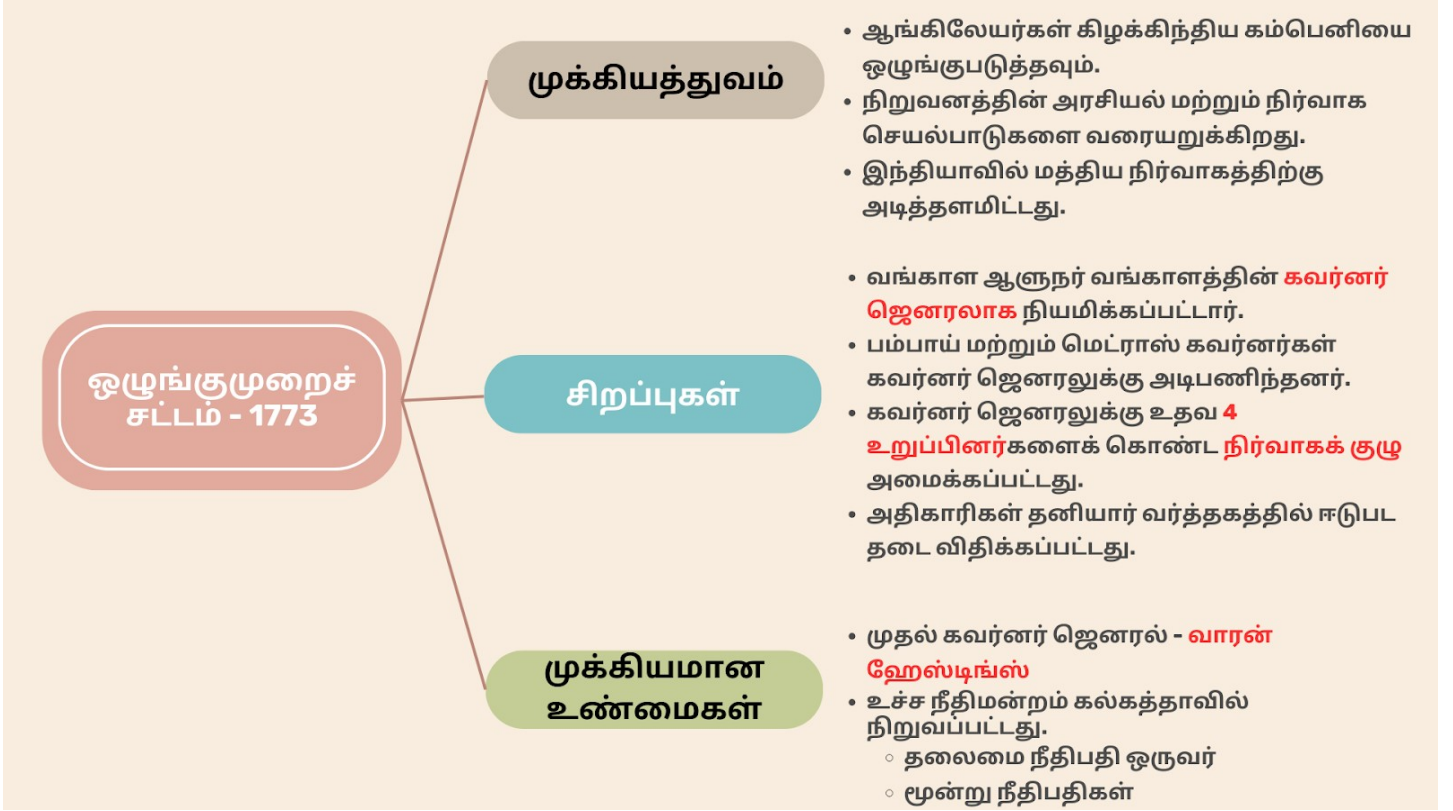 ஒழுங்குமுறைச்
சட்டம் - 1773
முக்கியத்துவம்
• ஆங்கிலேயர்கள் கிழக்கிந்திய கம்பெனியை
ஒழுங்குபடுத்தவும்.
• நிறுவனத்தின் அரசியல் மற்றும் நிர்வாக
செயல்பாடுகளை வரையறுக்கிறது.
• இந்தியாவில் மத்திய நிர்வாகத்திற்கு
அடித்தளமிட்டது.
சிறப்புகள்
• வங்காள ஆளுநர் வங்காளத்தின் கவர்னர்
ஜெனரலாக நியமிக்கப்பட்டார்.
• பம்பாய் மற்றும் மெட்ராஸ் கவர்னர்கள்
கவர்னர் ஜெனரலுக்கு அடிபணிந்தனர்.
• கவர்னர் ஜெனரலுக்கு உதவ 4
உறுப்பினர்களைக் கொண்ட நிர்வாகக் குழு
அமைக்கப்பட்டது.
• அதிகாரிகள் தனியார் வர்த்தகத்தில் ஈடுபட
தடை விதிக்கப்பட்டது.
முக்கியமான
உண்மைகள்
• முதல் கவர்னர் ஜெனரல் - வாரன்
ஹேஸ்டிங்ஸ்
• உச்ச நீதிமன்றம் கல்கத்தாவில்
நிறுவப்பட்டது.
◦ தலைமை நீதிபதி ஒருவர்
◦ மூன்று நீதிபதிகள்